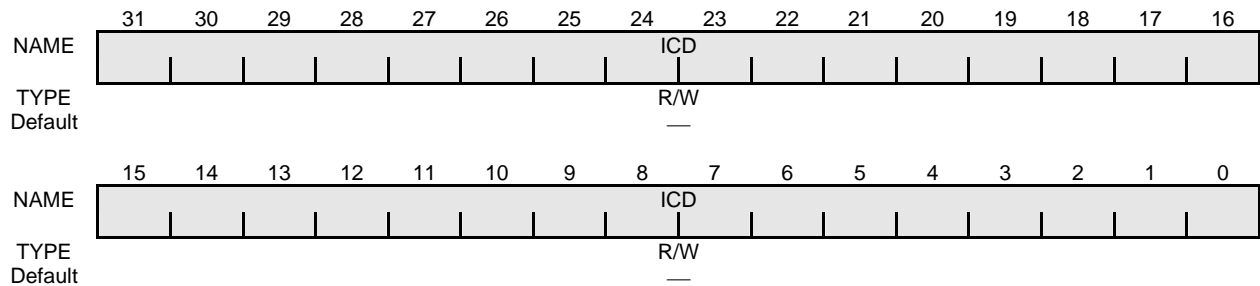 31 30 29 28 27 26 25 24 23 22 21 20 19 18 17 16
NAME ICD
TYPE R/W
Default —
15 14 13 12 11 10 9 8 7 6 5 4 3 2 1 0
NAME ICD
TYPE R/W
Default —